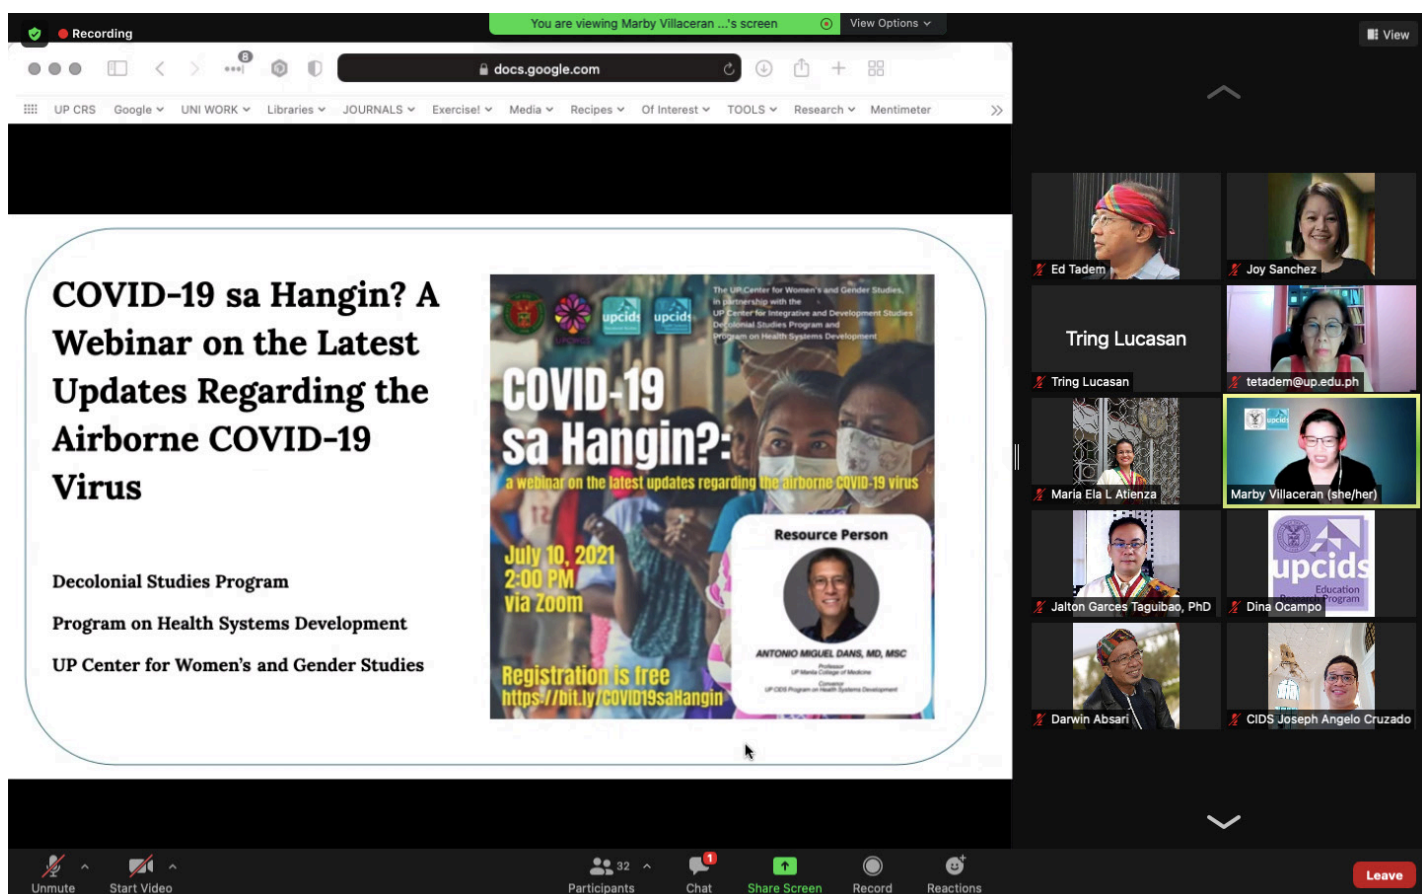 Recording
You are viewing Marby Villaceran ...'s screen
View Options
View
8
docs.google.com
UP CRS Google UNI WORK Libraries JOURNALS Exercise! Media Recipes Of Interest TOOLS Research Mentimeter
COVID-19 sa Hangin? A
Webinar on the Latest
Updates Regarding the
Airborne COVID-19
Virus
Decolonial Studies Program
Program on Health Systems Development
UP Center for Women's and Gender Studies
upcids
upcids
The UP Center for Women's and Gender Studies,
in partnership with the
UP Center for Integrative and Development Studies
Decolonial Studies Program and
Program on Health Systems Development
COVID-19
sa Hangin?:
a webinar on the latest updates regarding the airborne COVID-19 virus
July 10, 2021
2:00 PM
via Zoom
Registration is free
https://bit.ly/COVID19saHangin
Resource Person
ANTONIO MIGUEL DANS, MD, MSC
Professor
UP Manila College of Medicine
Convenor
UP CIDS Program on Health Systems Development
Ed Tadem
Joy Sanchez
Tring Lucasan
Tring Lucasan
tetadem@up.edu.ph
Maria Ela L Atienza
upcids
Marby Villaceran (she/her)
Jalton Garces Taguibao, PhD
upcids
Education
Research Program
Dina Ocampo
Darwin Absari
CIDS Joseph Angelo Cruzado
Unmute
Start Video
32
Participants
1
Chat
Share Screen
Record
Reactions
Leave